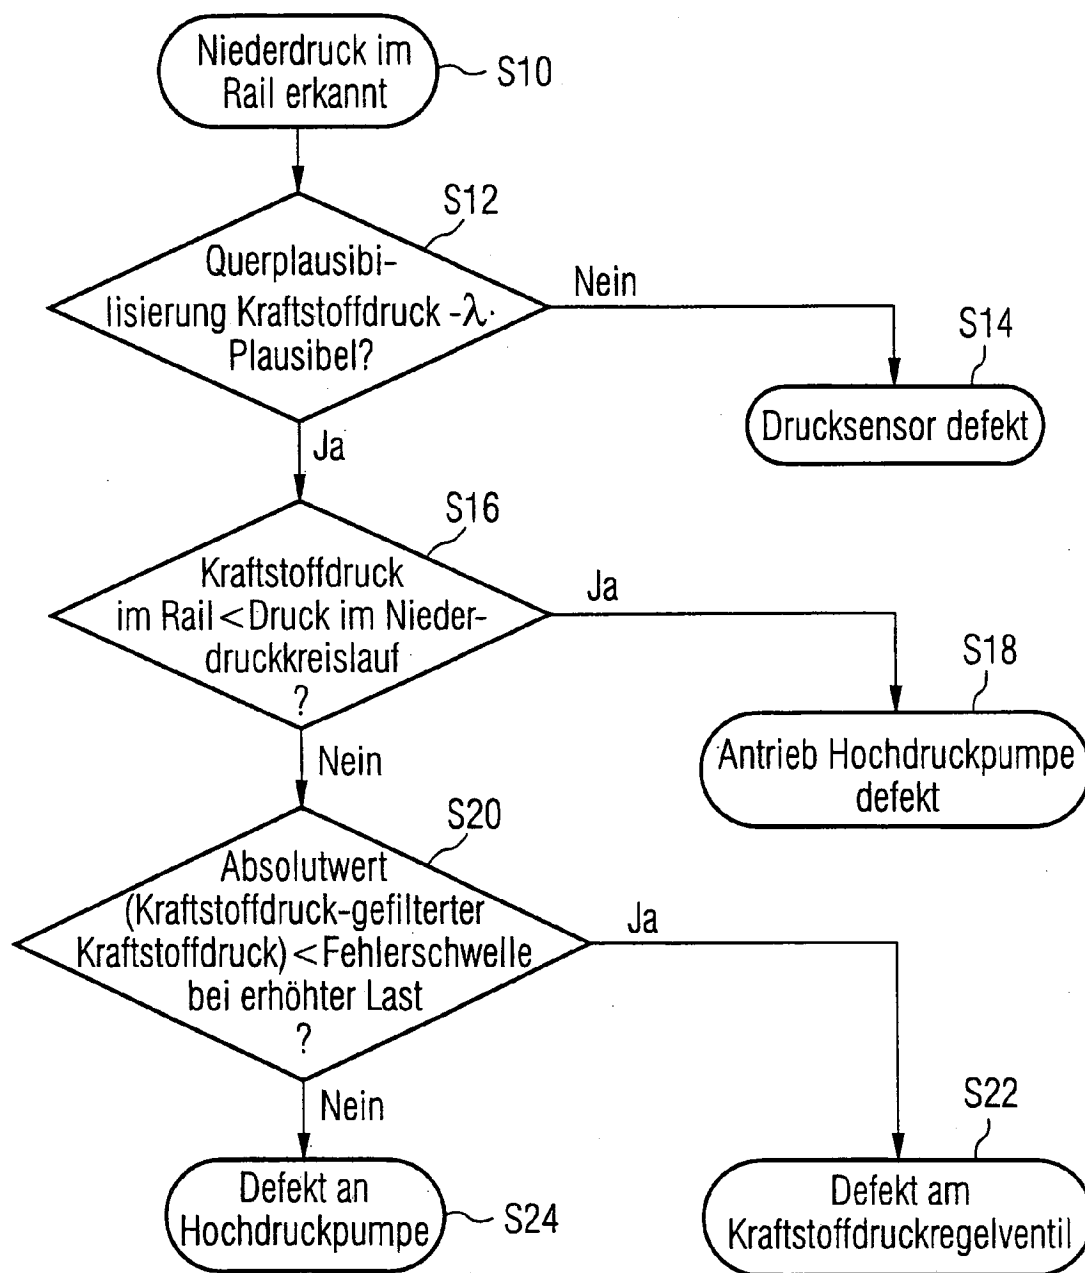 Niederdruck im
Rail erkannt
S10
S12
Querplausibi-
lisierung Kraftstoffdruck -λ·
Plausibel?
Nein
S14
Drucksensor defekt
Ja
S16
Kraftstoffdruck
im Rail < Druck im Nieder-
druckkreislauf
?
Ja
S18
Antrieb Hochdruckpumpe
defekt
Nein
S20
Absolutwert
(Kraftstoffdruck-gefilterter
Kraftstoffdruck) < Fehlerschwelle
bei erhöhter Last
?
Ja
S22
Defekt am
Kraftstoffdruckregelventil
Nein
Defekt an
Hochdruckpumpe
S24